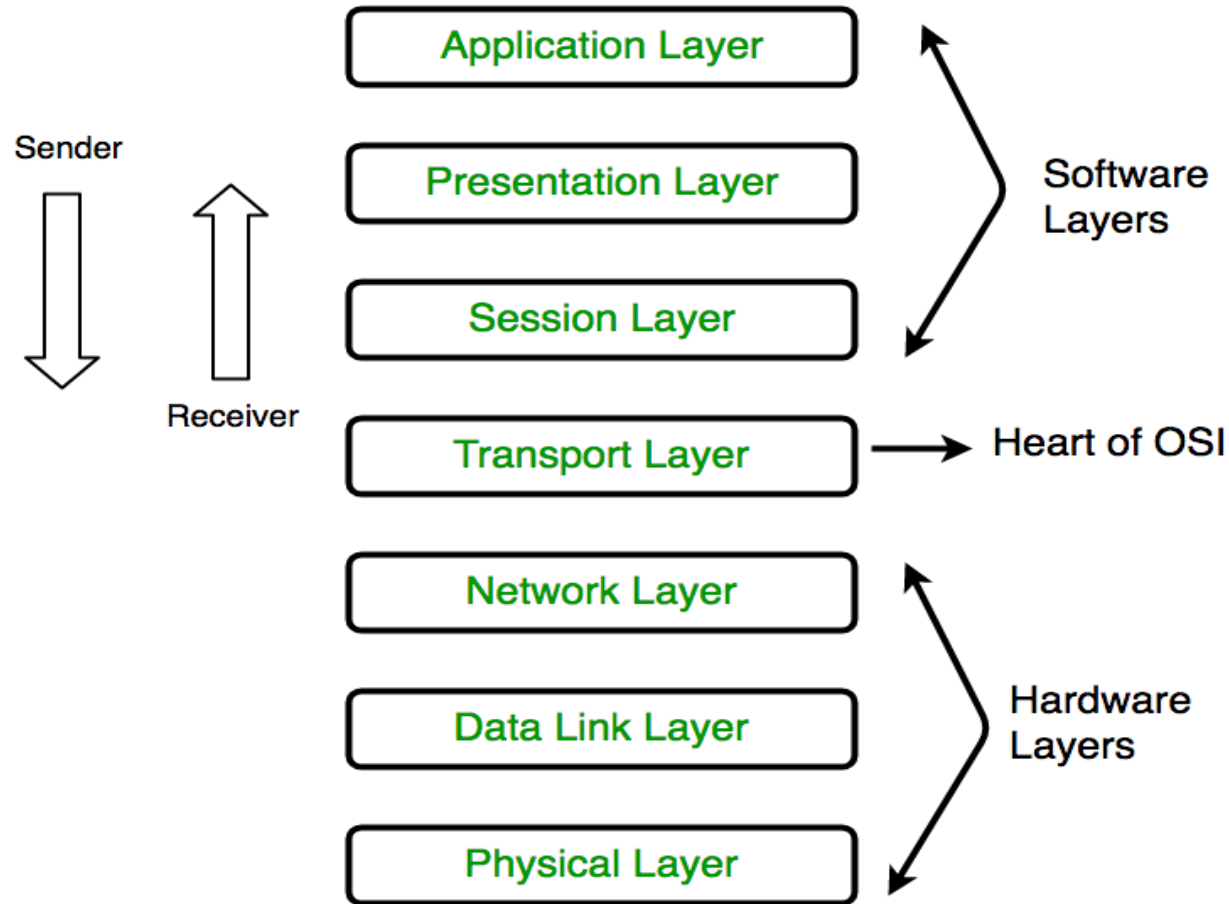 Application Layer
Sender
Presentation Layer
Software
Layers
Session Layer
Receiver
Transport Layer
Heart of OSI
Network Layer
Hardware
Layers
Data Link Layer
Physical Layer